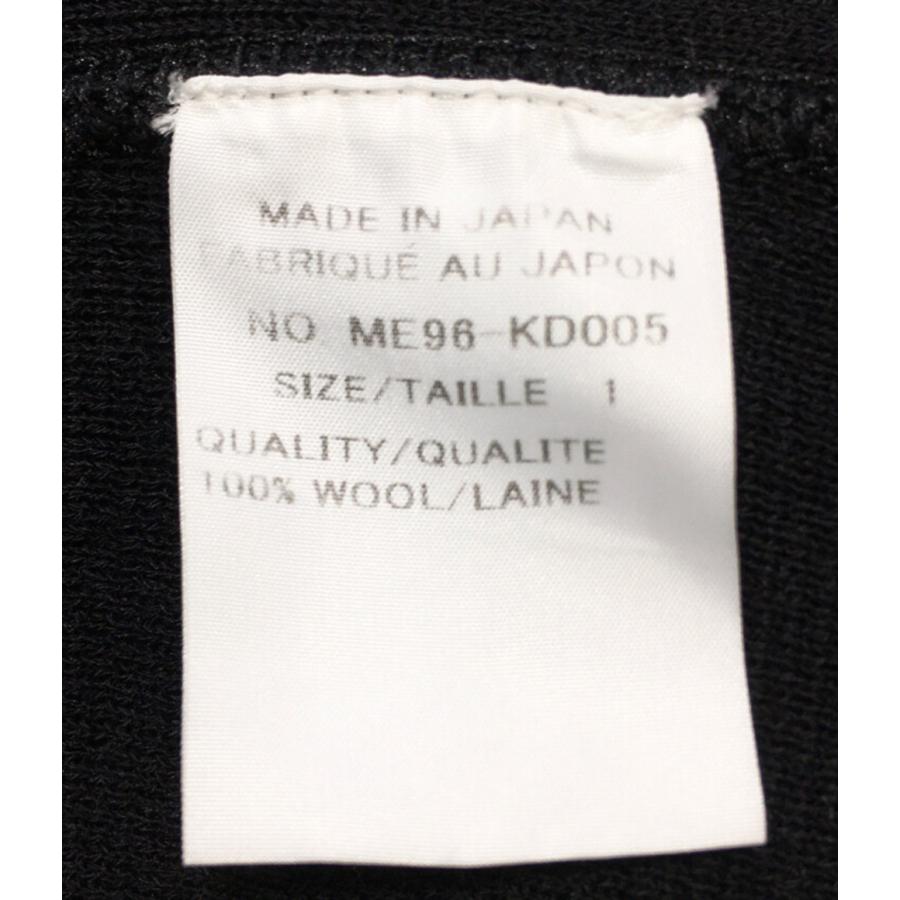 MADE IN JAPAN
FABRIQUÉ AU JAPON
NO ME96-KD005
SIZE/TAILLE 1
QUALITY/QUALITE
100% WOOL/LAINE